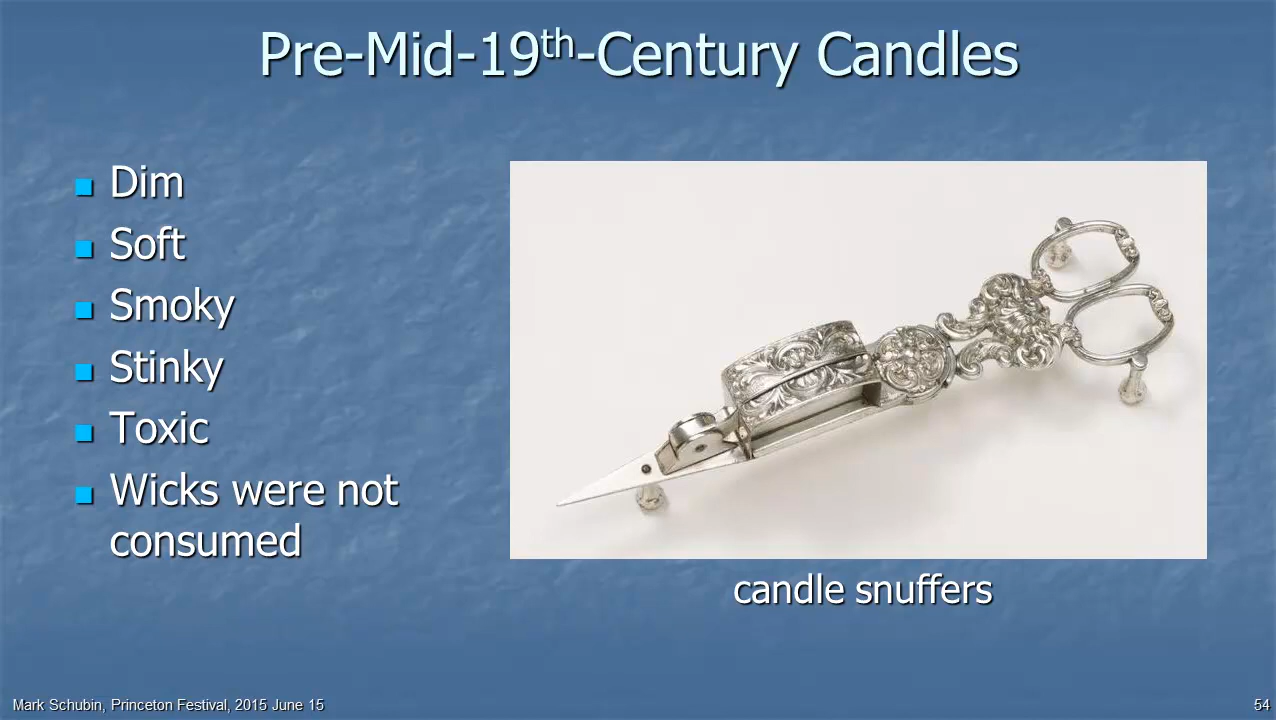 Pre-Mid-19th-Century Candles
Dim
Soft
Smoky
Stinky
Toxic
Wicks were not
consumed
candle snuffers
Mark Schubin, Princeton Festival, 2015 June 15
54